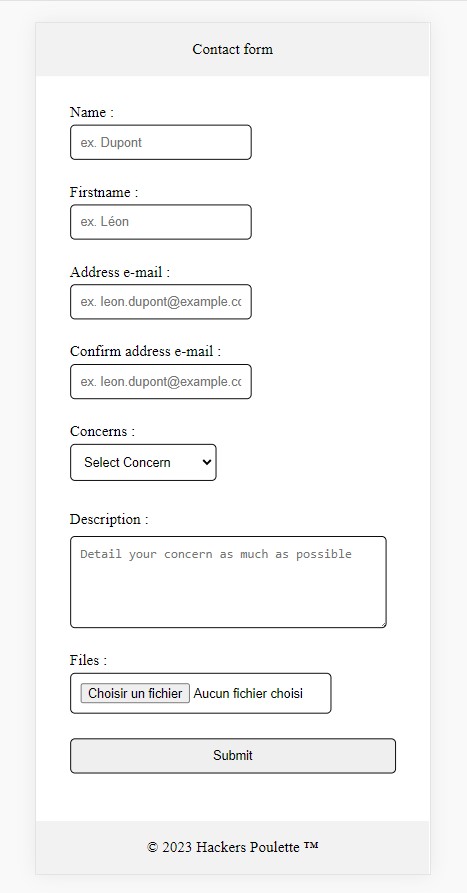 Contact form
Name :
ex. Dupont
Firstname :
ex. Léon
Address e-mail :
ex. leon.dupont@example.cc
Confirm address e-mail :
ex. leon.dupont@example.cc
Concerns :
Select Concern
Description :
Detail your concern as much as possible
Files :
Choisir un fichier Aucun fichier choisi
Submit
© 2023 Hackers Poulette ™